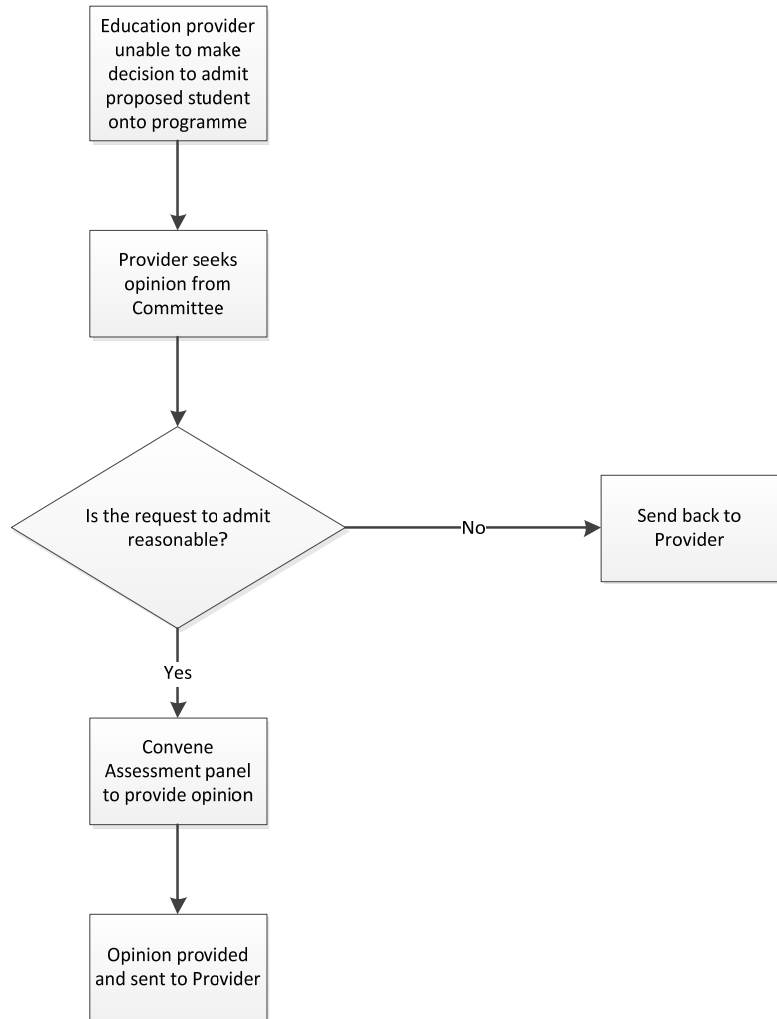 Education provider
unable to make
decision to admit
proposed student
onto programme
Provider seeks
opinion from
Committee
Is the request to admit
reasonable?
No
Send back to
Provider
Yes
Convene
Assessment panel
to provide opinion
Opinion provided
and sent to Provider